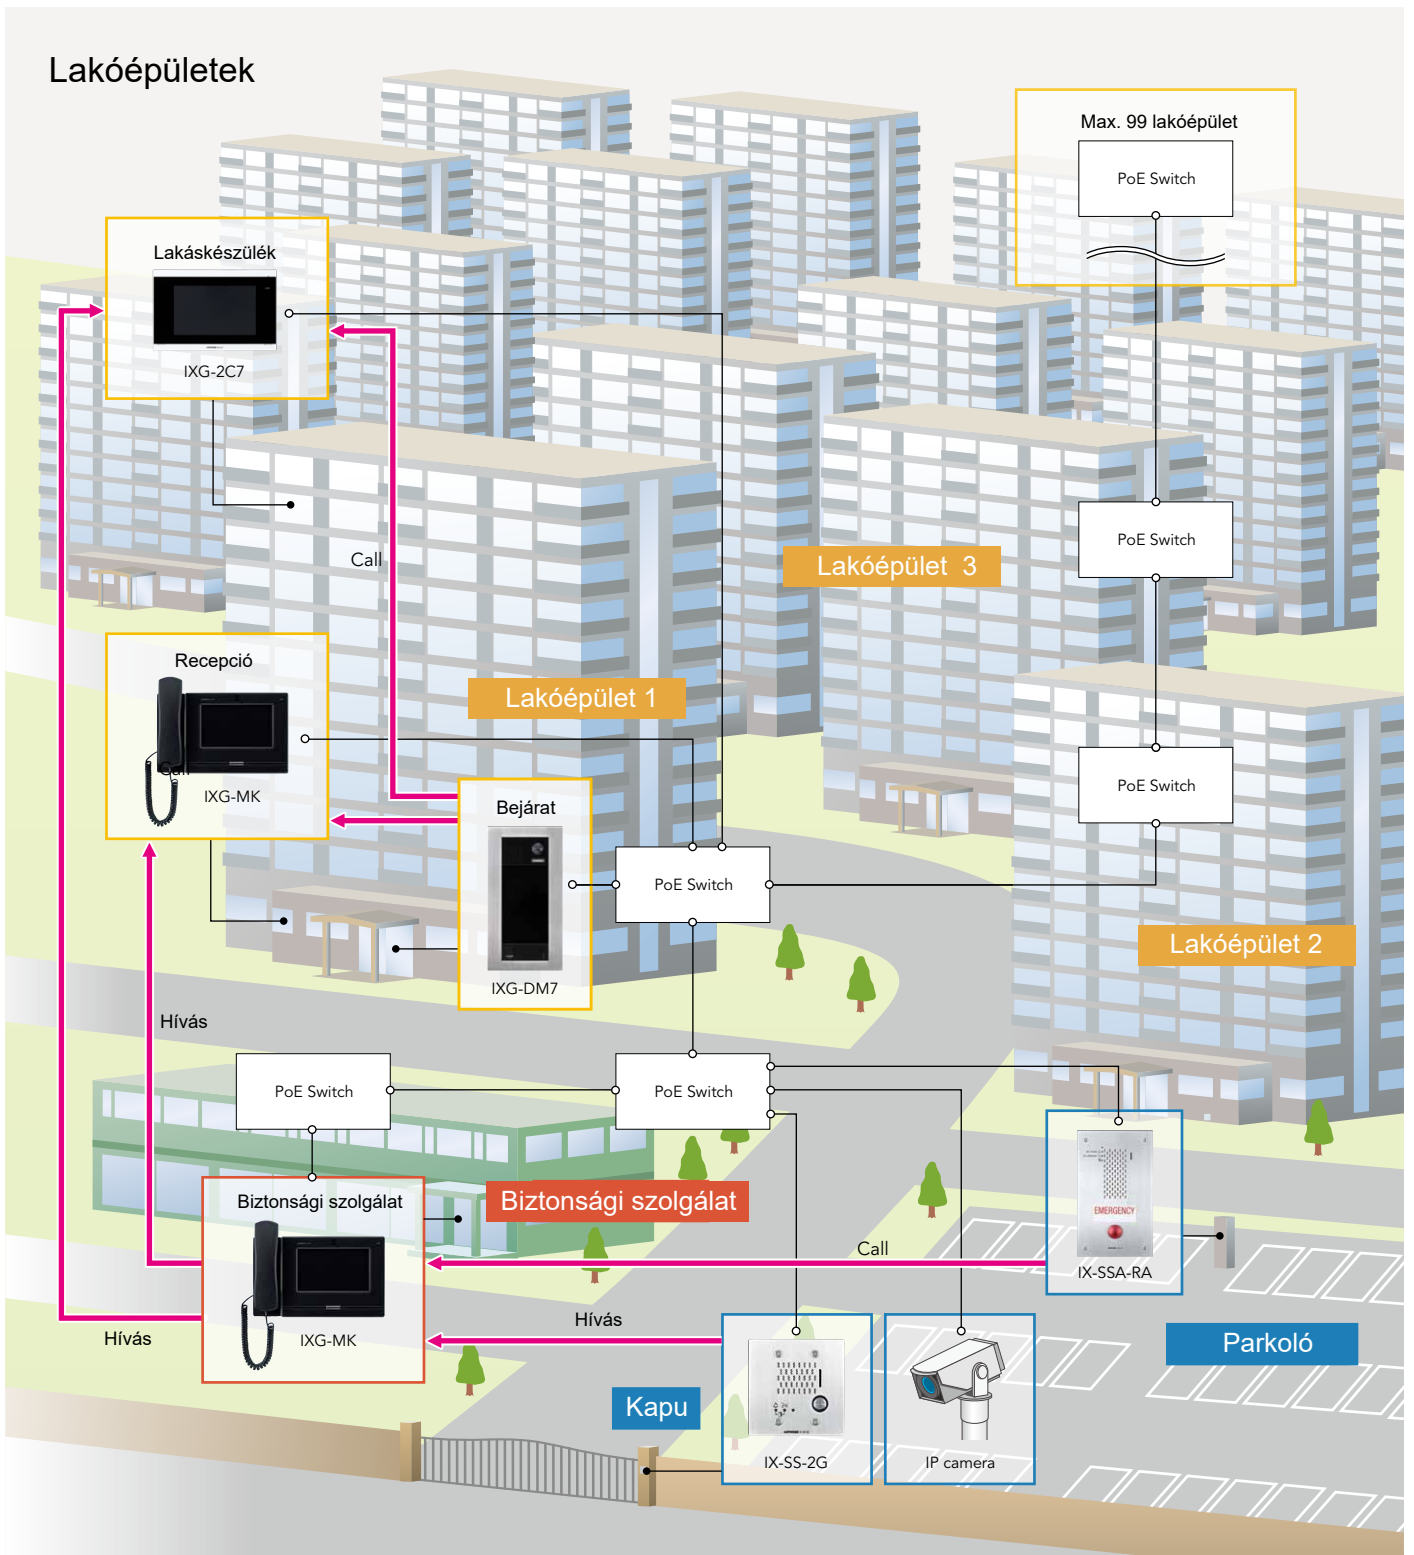 Lakóépületek
Max. 99 lakóépület
PoE Switch
Lakáskészülék
IXG-2C7
Call
PoE Switch
Lakóépület 3
Recepció
Lakóépület 1
Call
IXG-MK
PoE Switch
Bejárat
PoE Switch
IXG-DM7
Lakóépület 2
Hívás
PoE Switch
PoE Switch
Biztonsági szolgálat
Biztonsági szolgálat
EMERGENCY
Call
IX-SSA-RA
Hívás
Hívás
IXG-MK
Parkoló
Kapu
IX-SS-2G
IP camera